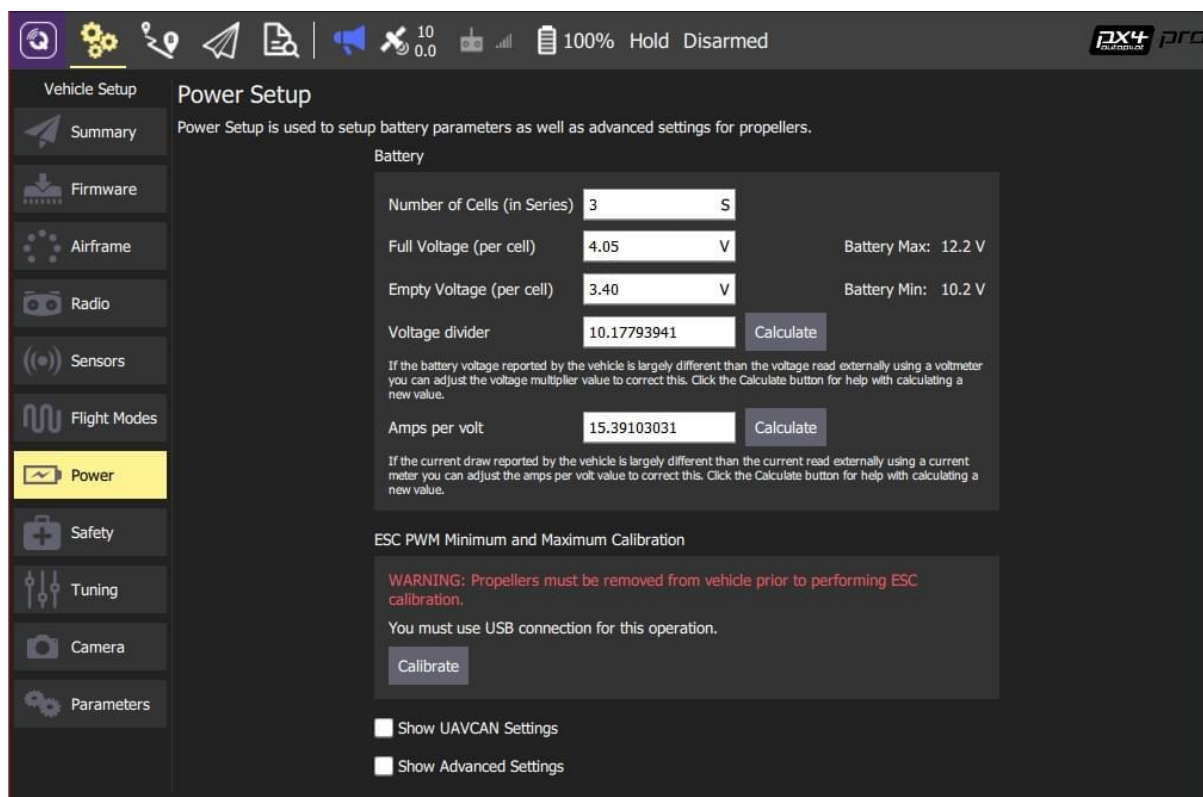 10
0.0
100% Hold Disarmed
px4 pro
autopilot
Vehicle Setup
Summary
Firmware
Airframe
Radio
Sensors
Flight Modes
Power
Safety
Tuning
Camera
Parameters
Power Setup
Power Setup is used to setup battery parameters as well as advanced settings for propellers.
Battery
Number of Cells (in Series) 3 S
Full Voltage (per cell) 4.05 V Battery Max: 12.2 V
Empty Voltage (per cell) 3.40 V Battery Min: 10.2 V
Voltage divider 10.17793941 Calculate
If the battery voltage reported by the vehicle is largely different than the voltage read externally using a voltmeter
you can adjust the voltage multiplier value to correct this. Click the Calculate button for help with calculating a
new value.
Amps per volt 15.39103031 Calculate
If the current draw reported by the vehicle is largely different than the current read externally using a current
meter you can adjust the amps per volt value to correct this. Click the Calculate button for help with calculating a
new value.
ESC PWM Minimum and Maximum Calibration
WARNING: Propellers must be removed from vehicle prior to performing ESC
calibration.
You must use USB connection for this operation.
Calibrate
Show UAVCAN Settings
Show Advanced Settings